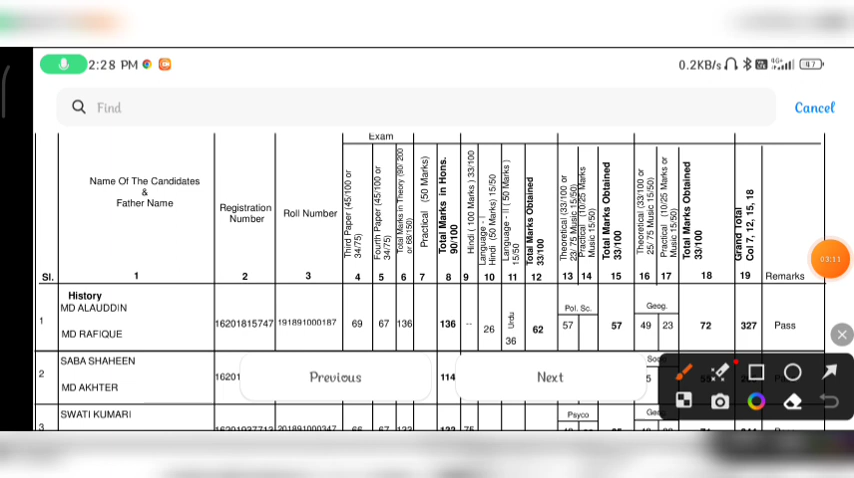 2:28 PM
0.2KB/s
47
Find
Cancel
Exam
Name Of The Candidates
&
Father Name
Registration
Number
Roll Number
Third Paper (45/100 or
34/75)
Fourth Paper (45/100 or
34/75)
Total Marks in Theory (90/ 200
or 68/150)
Practical (50 Marks)
Total Marks in Hons.
90/100
Hindi ( 100 Marks ) 33/100
Language - I
Hindi (50 Marks) 15/50
Language - II ( 50 Marks )
15/50
Total Marks Obtained
33/100
Theoretical (33/100 or
23/ 75 Music 15/50)
Practical (10/25 Marks
Music 15/50)
Total Marks Obtained
33/100
Theoretical (33/100 or
25/ 75 Music 15/50)
Practical (10/25 Marks or
Music 15/50)
Total Marks Obtained
33/100
Grand Total
Col 7, 12, 15, 18
Sl. 1 2 3 4 5 6 7 8 9 10 11 12 13 14 15 16 17 18 19 Remarks
03:11
History
MD ALAUDDIN
Pol. Sc. Geog.
1 16201815747 191891000187 69 67 136 136 -- 26 Urdu 36 62 57 57 49 23 72 327 Pass
MD RAFIQUE
SABA SHAHEEN
2 16201 114
MD AKHTER
Previous
Next
SWATI KUMARI
Psyco
3